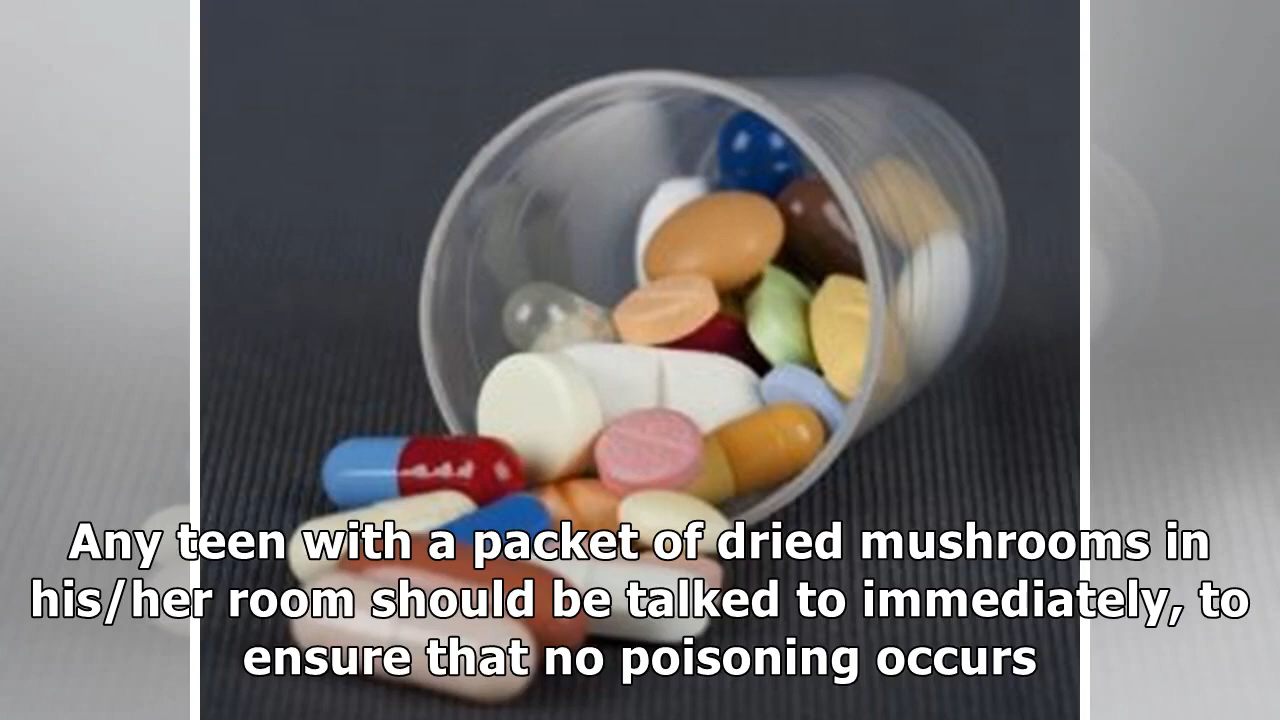 Any teen with a packet of dried mushrooms in
his/her room should be talked to immediately, to
ensure that no poisoning occurs